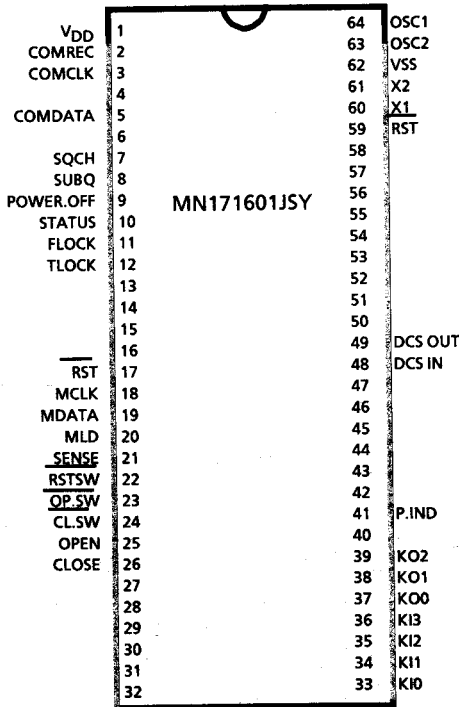 VDD 1
COMREC 2
COMCLK 3
4
COMDATA 5
6
SQCH 7
SUBQ 8
POWER.OFF 9
STATUS 10
FLOCK 11
TLOCK 12
13
14
15
16
RST 17
MCLK 18
MDATA 19
MLD 20
SENSE 21
RSTSW 22
OP.SW 23
CL.SW 24
OPEN 25
CLOSE 26
27
28
29
30
31
32
MN171601JSY
64 OSC1
63 OSC2
62 VSS
61 X2
60 X1
59 RST
58
57
56
55
54
53
52
51
50
49 DCS OUT
48 DCS IN
47
46
45
44
43
42
41 P.IND
40
39 KO2
38 KO1
37 KO0
36 KI3
35 KI2
34 KI1
33 KI0